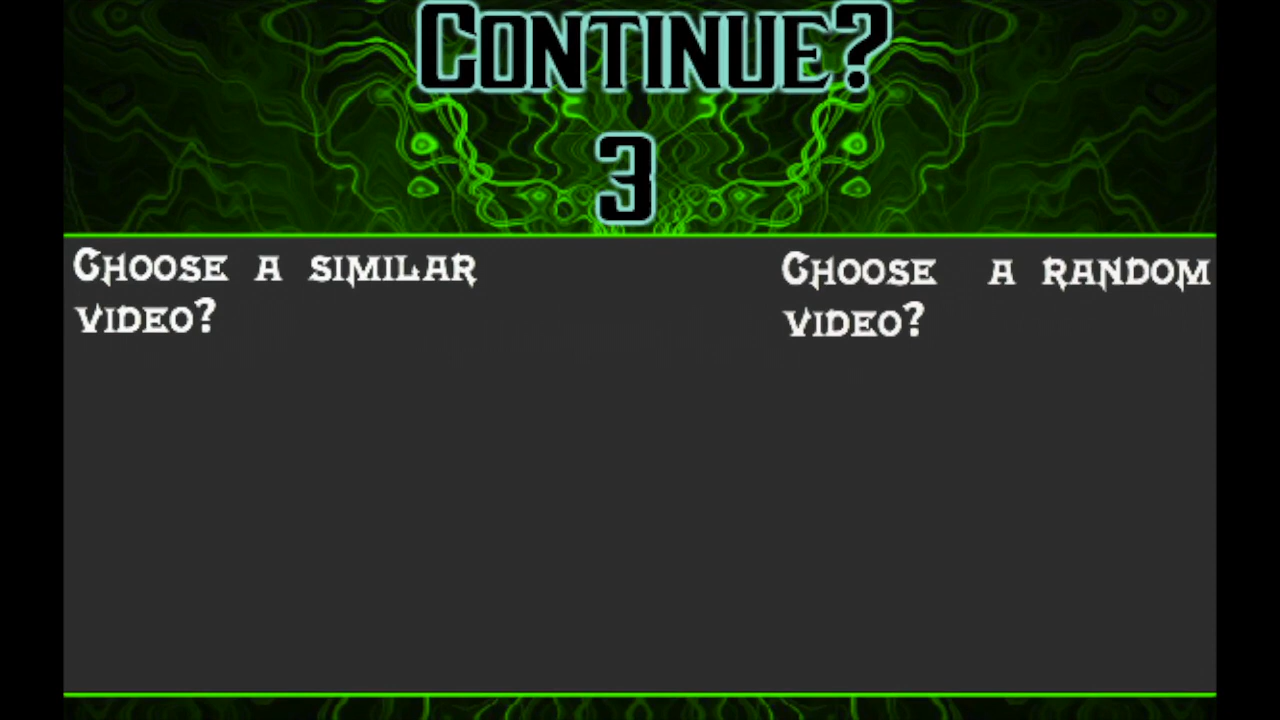 Continue?
3
Choose a similar
video?
Choose a random
video?